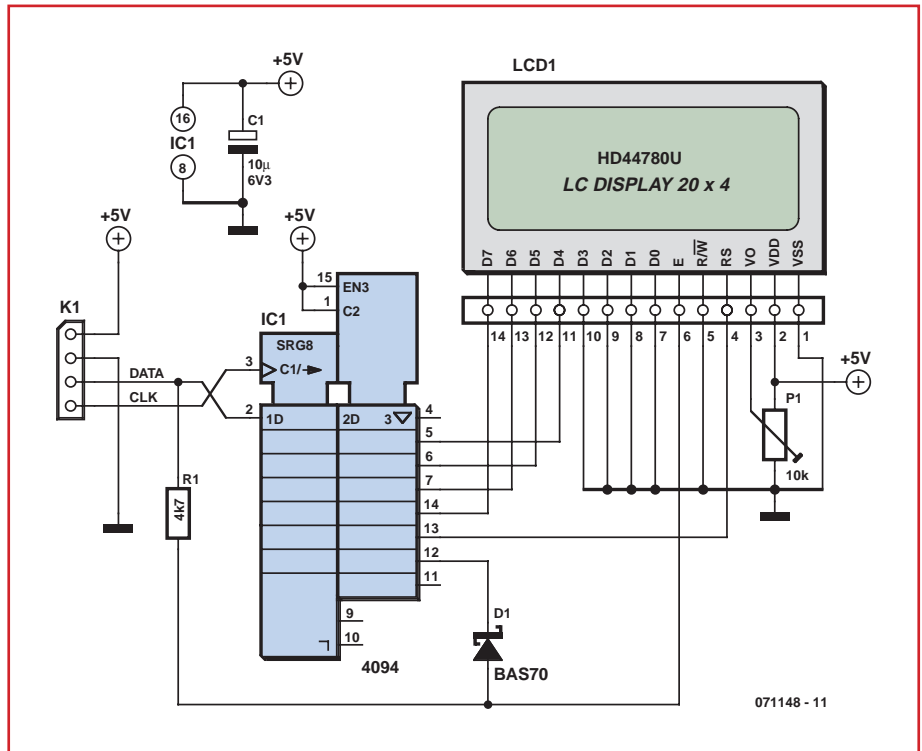 +5V
LCD1
16
C1
IC1
8
10µ
6V3
HD44780U
LC DISPLAY 20 x 4
+5V
+5V
D7 D6 D5 D4 D3 D2 D1 D0 E R/W RS VO VDD VSS
15 EN3
1 C2
K1
IC1
14 13 12 11 10 9 8 7 6 5 4 3 2 1
SRG8
3 C1/
+5V
DATA
CLK
P1
2 1D 2D 3 4
5
6
10k
7
R1
4k7
14
13
12
11
D1
9
10
4094
BAS70
071148 - 11